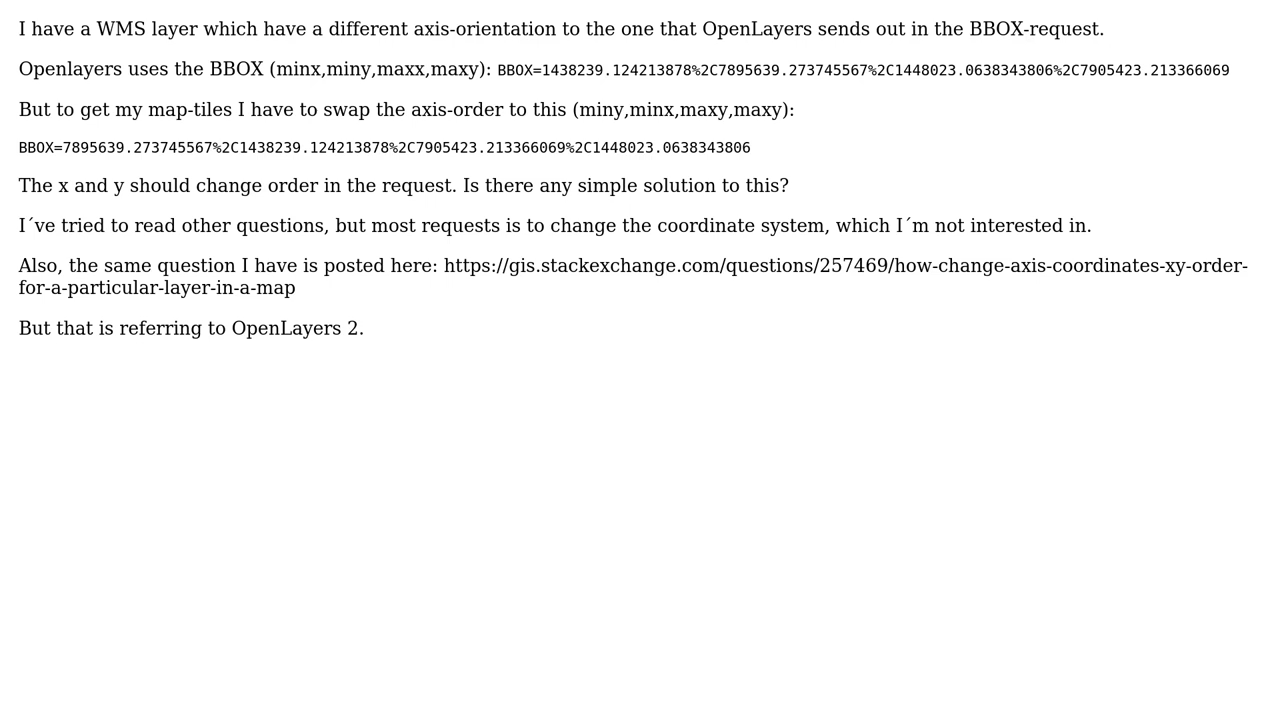 I have a WMS layer which have a different axis-orientation to the one that OpenLayers sends out in the BBOX-request.
Openlayers uses the BBOX (minx,miny,maxx,maxy): BBOX=1438239.124213878%2C7895639.273745567%2C1448023.0638343806%2C7905423.213366069
But to get my map-tiles I have to swap the axis-order to this (miny,minx,maxy,maxy):
BBOX=7895639.273745567%2C1438239.124213878%2C7905423.213366069%2C1448023.0638343806
The x and y should change order in the request. Is there any simple solution to this?
I´ve tried to read other questions, but most requests is to change the coordinate system, which I´m not interested in.
Also, the same question I have is posted here: https://gis.stackexchange.com/questions/257469/how-change-axis-coordinates-xy-order-
for-a-particular-layer-in-a-map
But that is referring to OpenLayers 2.